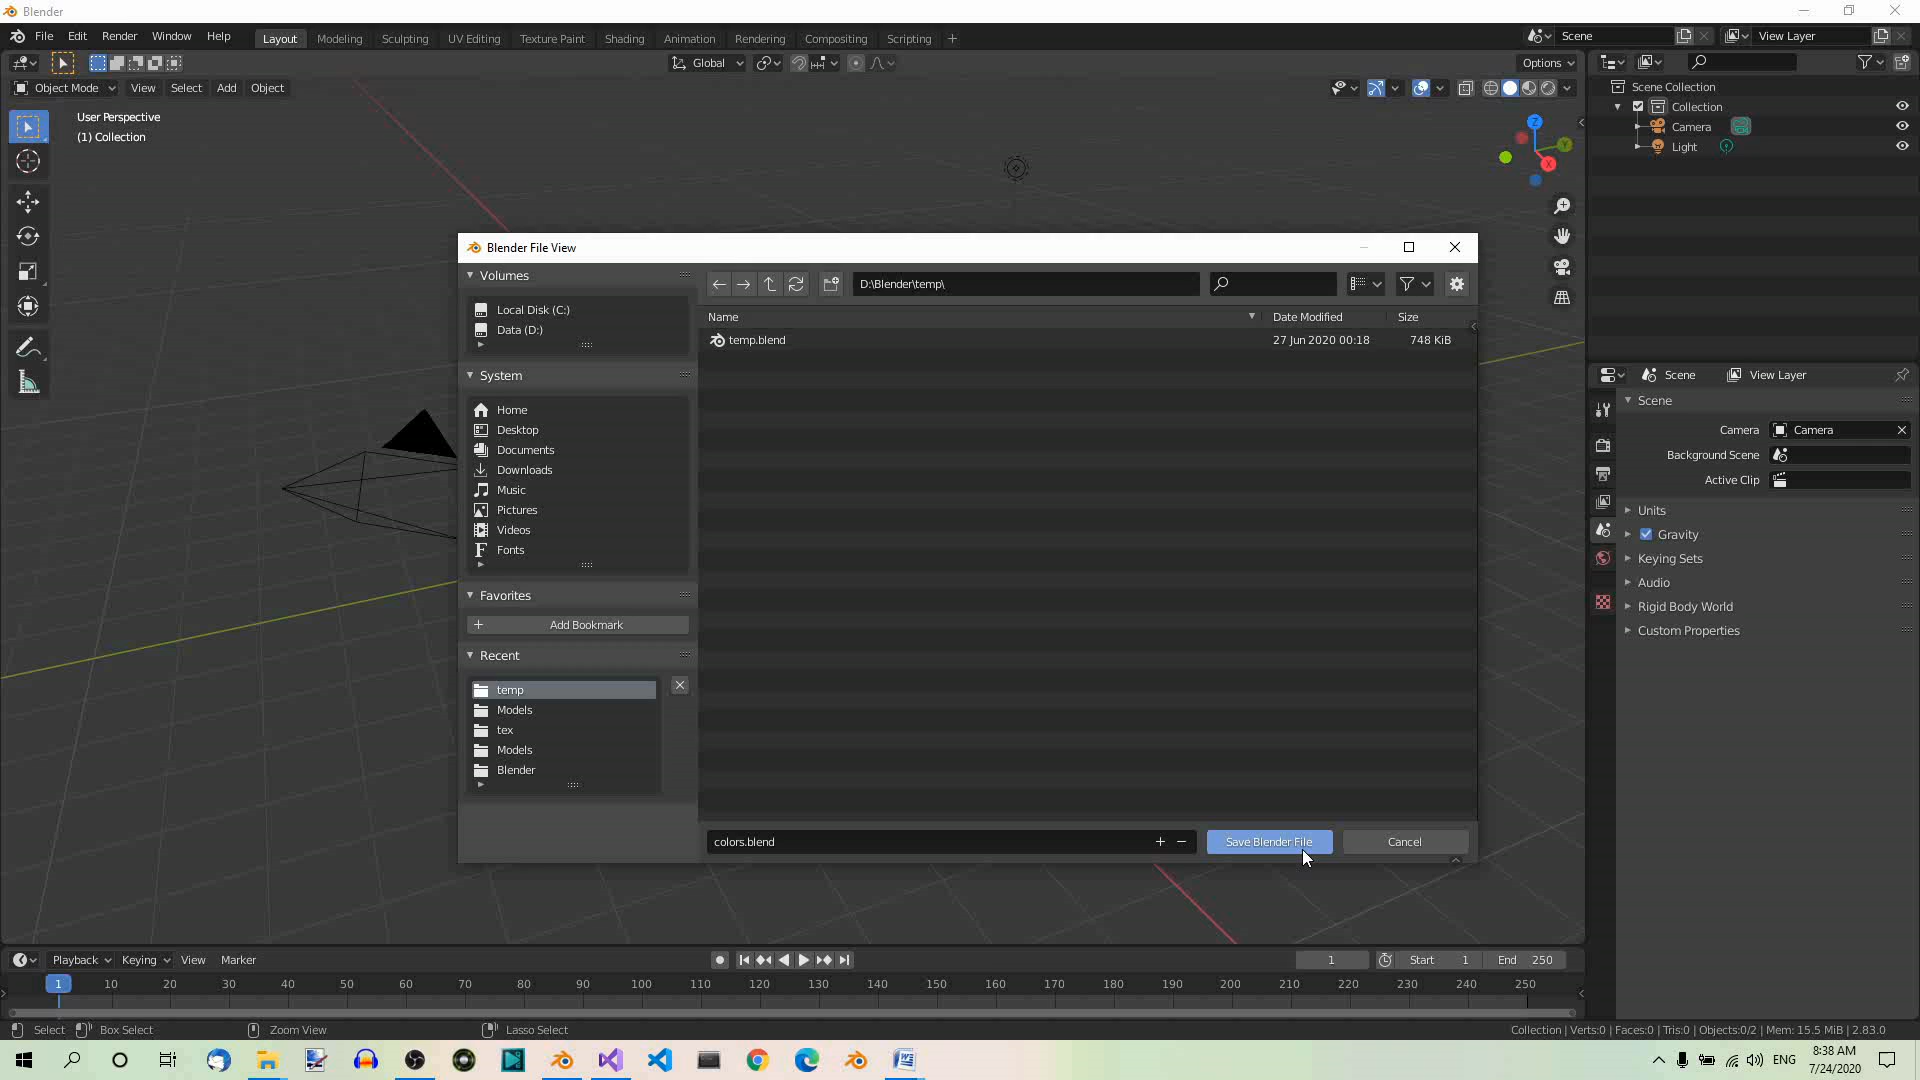 Blender
File Edit Render Window Help
Layout Modeling Sculpting UV Editing Texture Paint Shading Animation Rendering Compositing Scripting +
Scene
View Layer
Global
Options
Object Mode View Select Add Object
User Perspective
(1) Collection
Z
Y
X
Scene Collection
Collection
Camera
Light
Blender File View
Volumes
Local Disk (C:)
Data (D:)
System
Home
Desktop
Documents
Downloads
Music
Pictures
Videos
Fonts
Favorites
+ Add Bookmark
Recent
temp
Models
tex
Models
Blender
D:\Blender\temp\
Name Date Modified Size
temp.blend 27 Jun 2020 00:18 748 KiB
colors.blend + −
Save Blender File
Cancel
Scene View Layer
Scene
Camera Camera
Background Scene
Active Clip
Units
Gravity
Keying Sets
Audio
Rigid Body World
Custom Properties
Playback Keying View Marker
1 Start 1 End 250
1 10 20 30 40 50 60 70 80 90 100 110 120 130 140 150 160 170 180 190 200 210 220 230 240 250
Select Box Select Zoom View Lasso Select
Collection | Verts:0 | Faces:0 | Tris:0 | Objects:0/2 | Mem: 15.5 MiB | 2.83.0
ENG
8:38 AM
7/24/2020